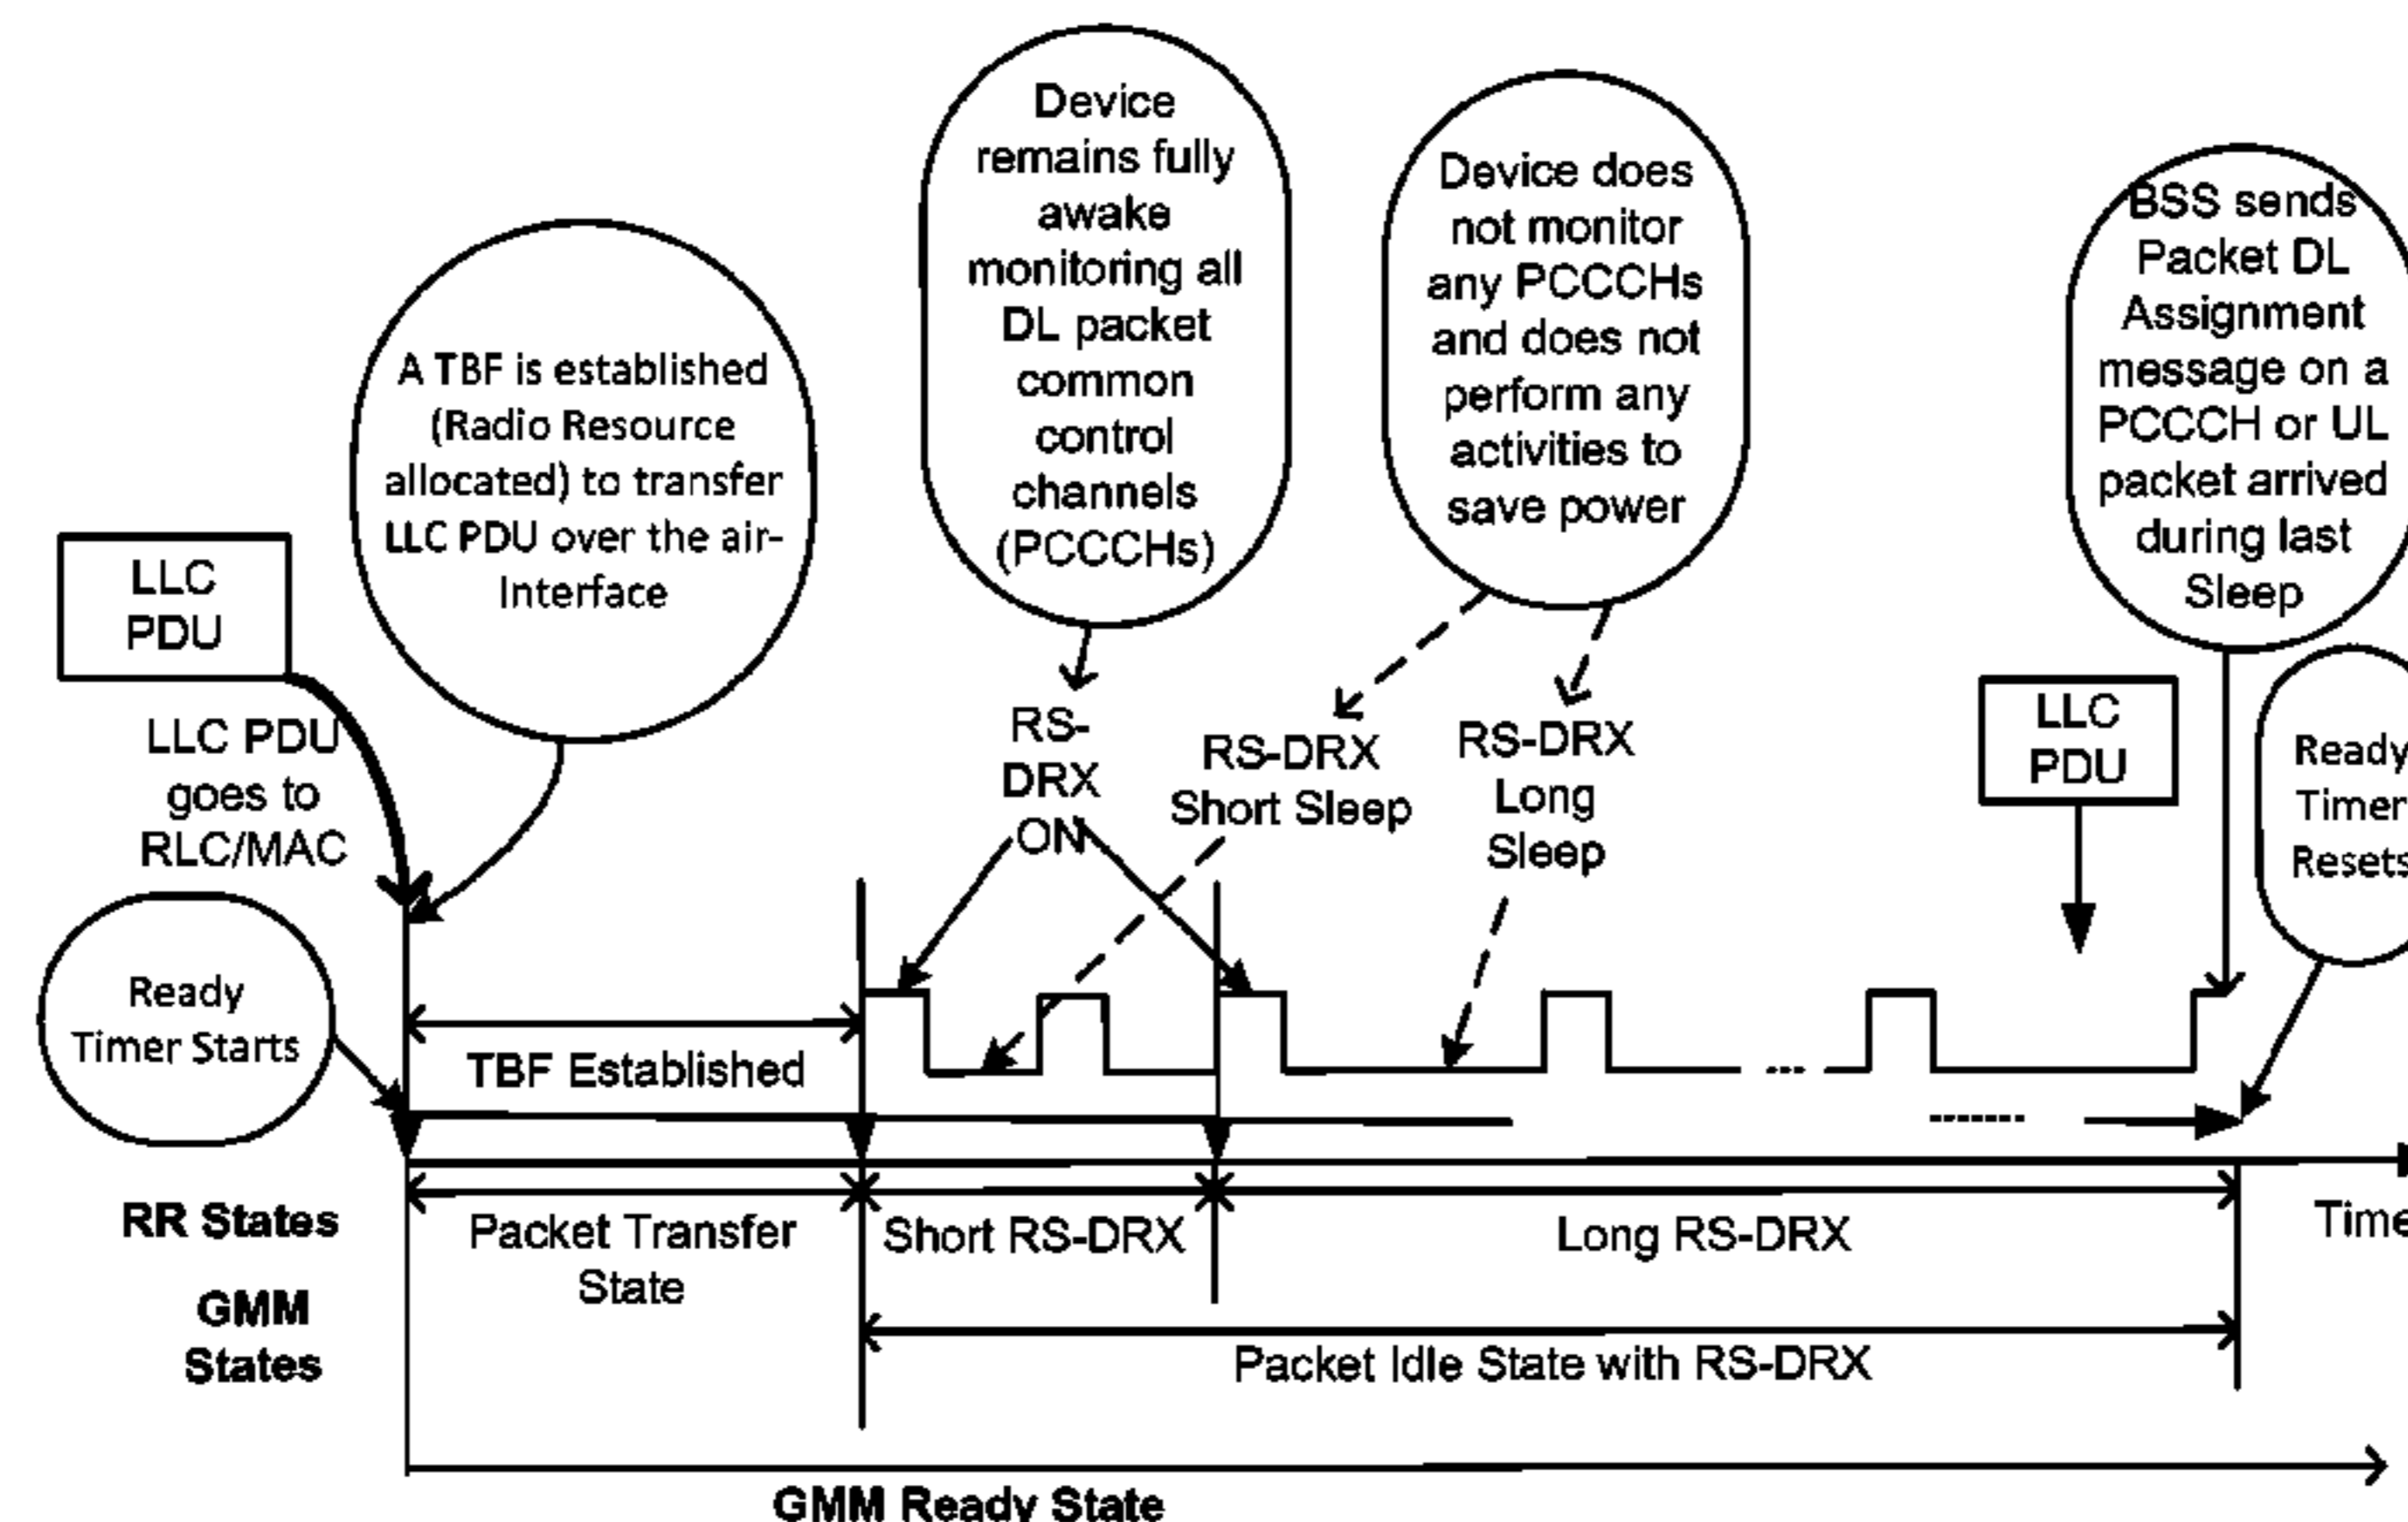 Device
remains fully
awake
monitoring all
DL packet
common
control
channels
(PCCCHs)
Device does
not monitor
any PCCCHs
and does not
perform any
activities to
save power
BSS sends
Packet DL
Assignment
message on a
PCCCH or UL
packet arrived
during last
Sleep
A TBF is established
(Radio Resource
allocated) to transfer
LLC PDU over the air-
Interface
LLC
PDU
LLC PDU
goes to
RLC/MAC
RS-
DRX
ON
RS-DRX
Short Sleep
RS-DRX
Long
Sleep
LLC
PDU
Ready
Timer
Resets
Ready
Timer Starts
TBF Established
RR States
Packet Transfer
State
Short RS-DRX
Long RS-DRX
Time
GMM
States
Packet Idle State with RS-DRX
GMM Ready State